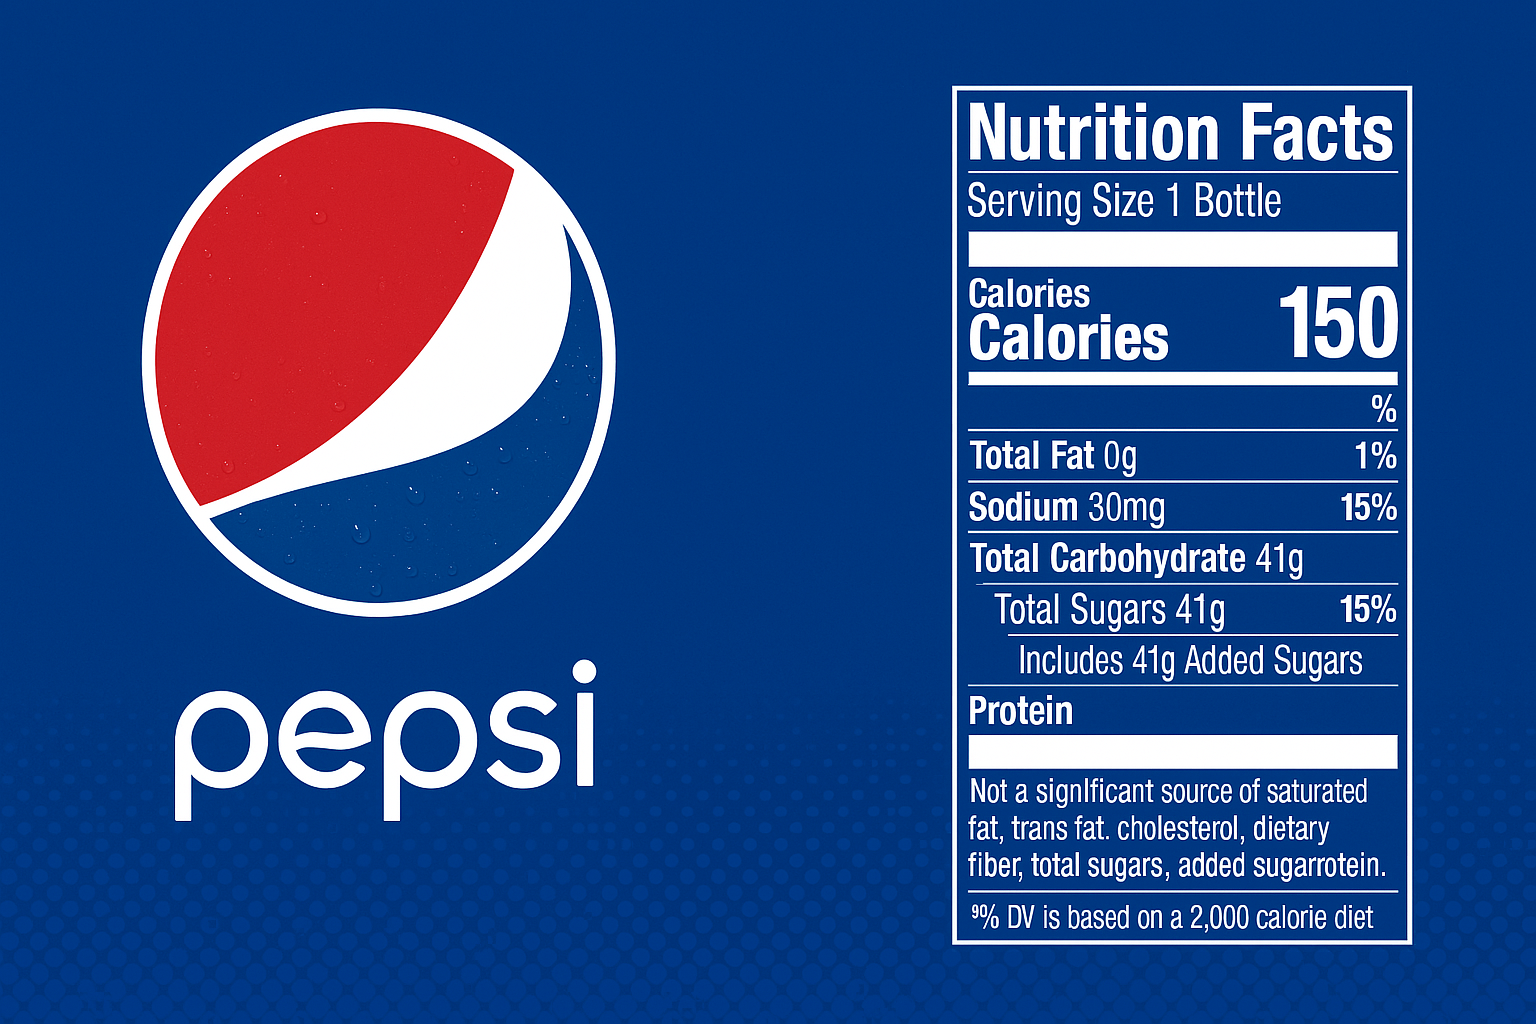 pepsi
Nutrition Facts
Serving Size 1 Bottle
Calories
Calories 150
%
Total Fat 0g 1%
Sodium 30mg 15%
Total Carbohydrate 41g
Total Sugars 41g 15%
Includes 41g Added Sugars
Protein
Not a signlficant source of saturated
fat, trans fat. cholesterol, dietary
fiber, total sugars, added sugarrotein.
⁹% DV is based on a 2,000 calorie diet